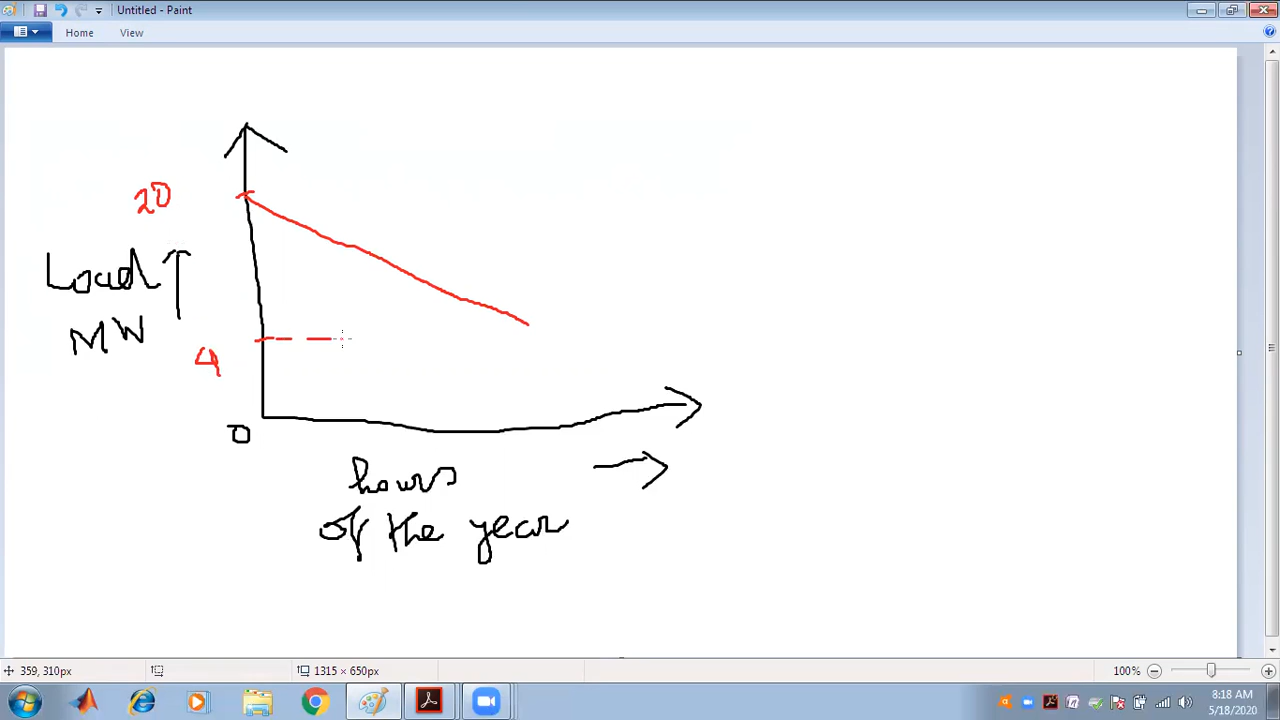 Untitled - Paint
Home View
20
Load
MW
4
0
hours
of the year
359, 310px
1315 × 650px
100%
8:18 AM
5/18/2020